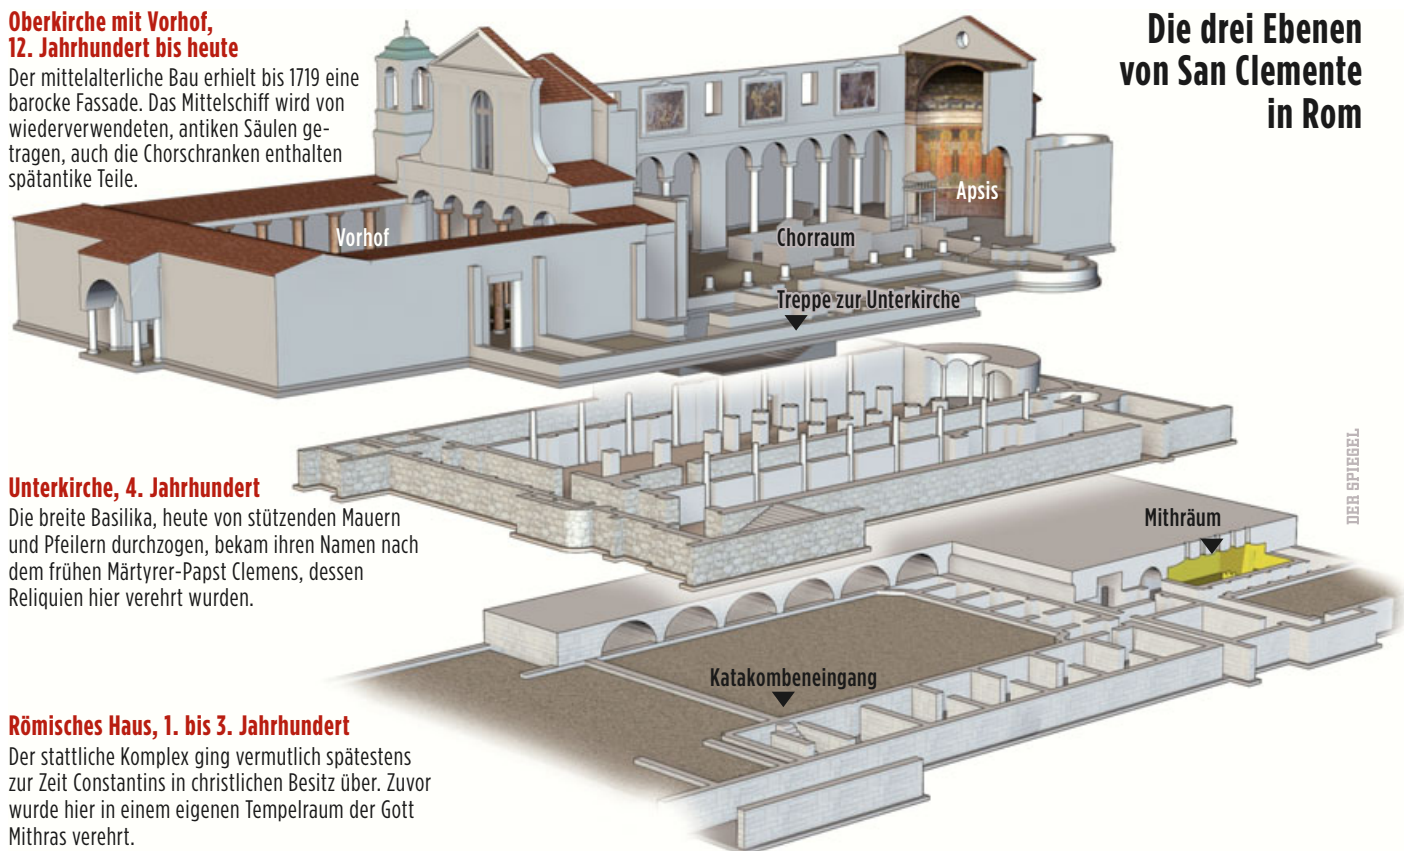 Oberkirche mit Vorhof,
12. Jahrhundert bis heute
Der mittelalterliche Bau erhielt bis 1719 eine
barocke Fassade. Das Mittelschiff wird von
wiederverwendeten, antiken Säulen ge-
tragen, auch die Chorschranken enthalten
spätantike Teile.
Die drei Ebenen
von San Clemente
in Rom
Vorhof
Apsis
Chorraum
Treppe zur Unterkirche
Unterkirche, 4. Jahrhundert
Die breite Basilika, heute von stützenden Mauern
und Pfeilern durchzogen, bekam ihren Namen nach
dem frühen Märtyrer-Papst Clemens, dessen
Reliquien hier verehrt wurden.
DER SPIEGEL
Mithräum
Katakombeneingang
Römisches Haus, 1. bis 3. Jahrhundert
Der stattliche Komplex ging vermutlich spätestens
zur Zeit Constantins in christlichen Besitz über. Zuvor
wurde hier in einem eigenen Tempelraum der Gott
Mithras verehrt.